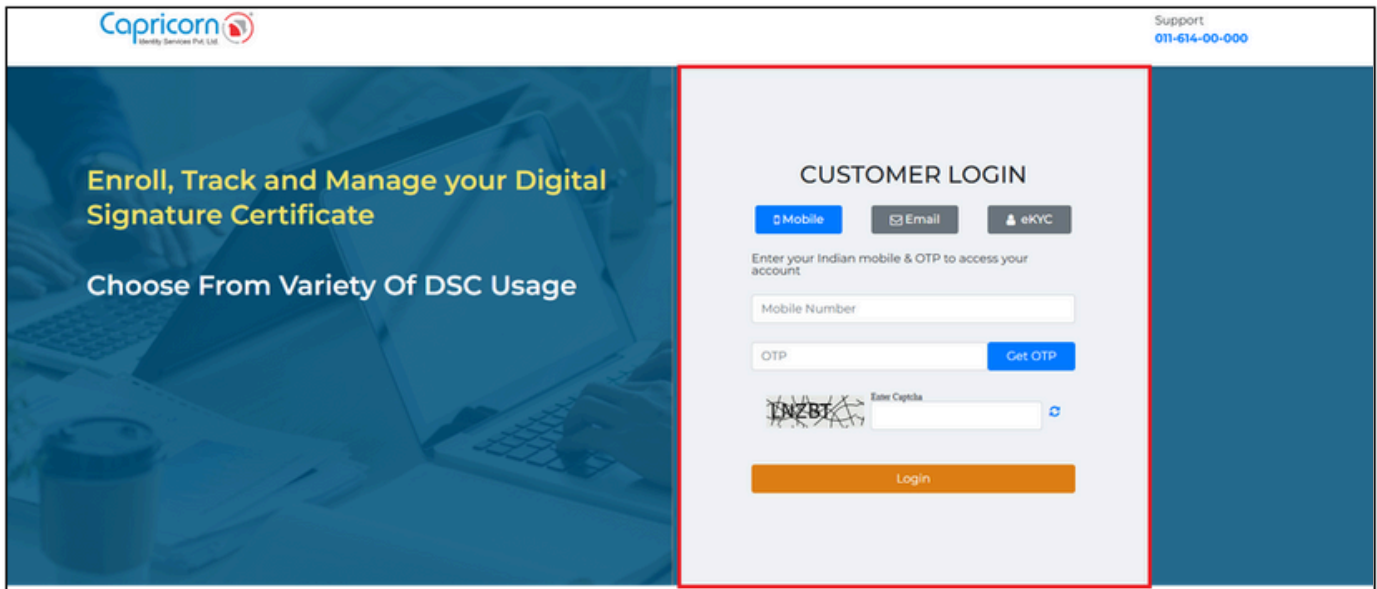 Capricorn
Identity Services Pvt. Ltd.
Support
011-614-00-000
Enroll, Track and Manage your Digital
Signature Certificate
Choose From Variety Of DSC Usage
CUSTOMER LOGIN
Mobile
Email
eKYC
Enter your Indian mobile & OTP to access your
account
Mobile Number
OTP
Get OTP
Enter Captcha
Login